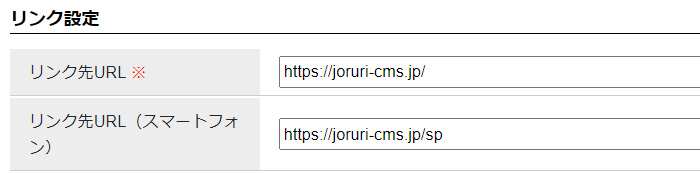 リンク設定
リンク先URL ※
https://joruri-cms.jp/
リンク先URL（スマートフォ
ン）
https://joruri-cms.jp/sp